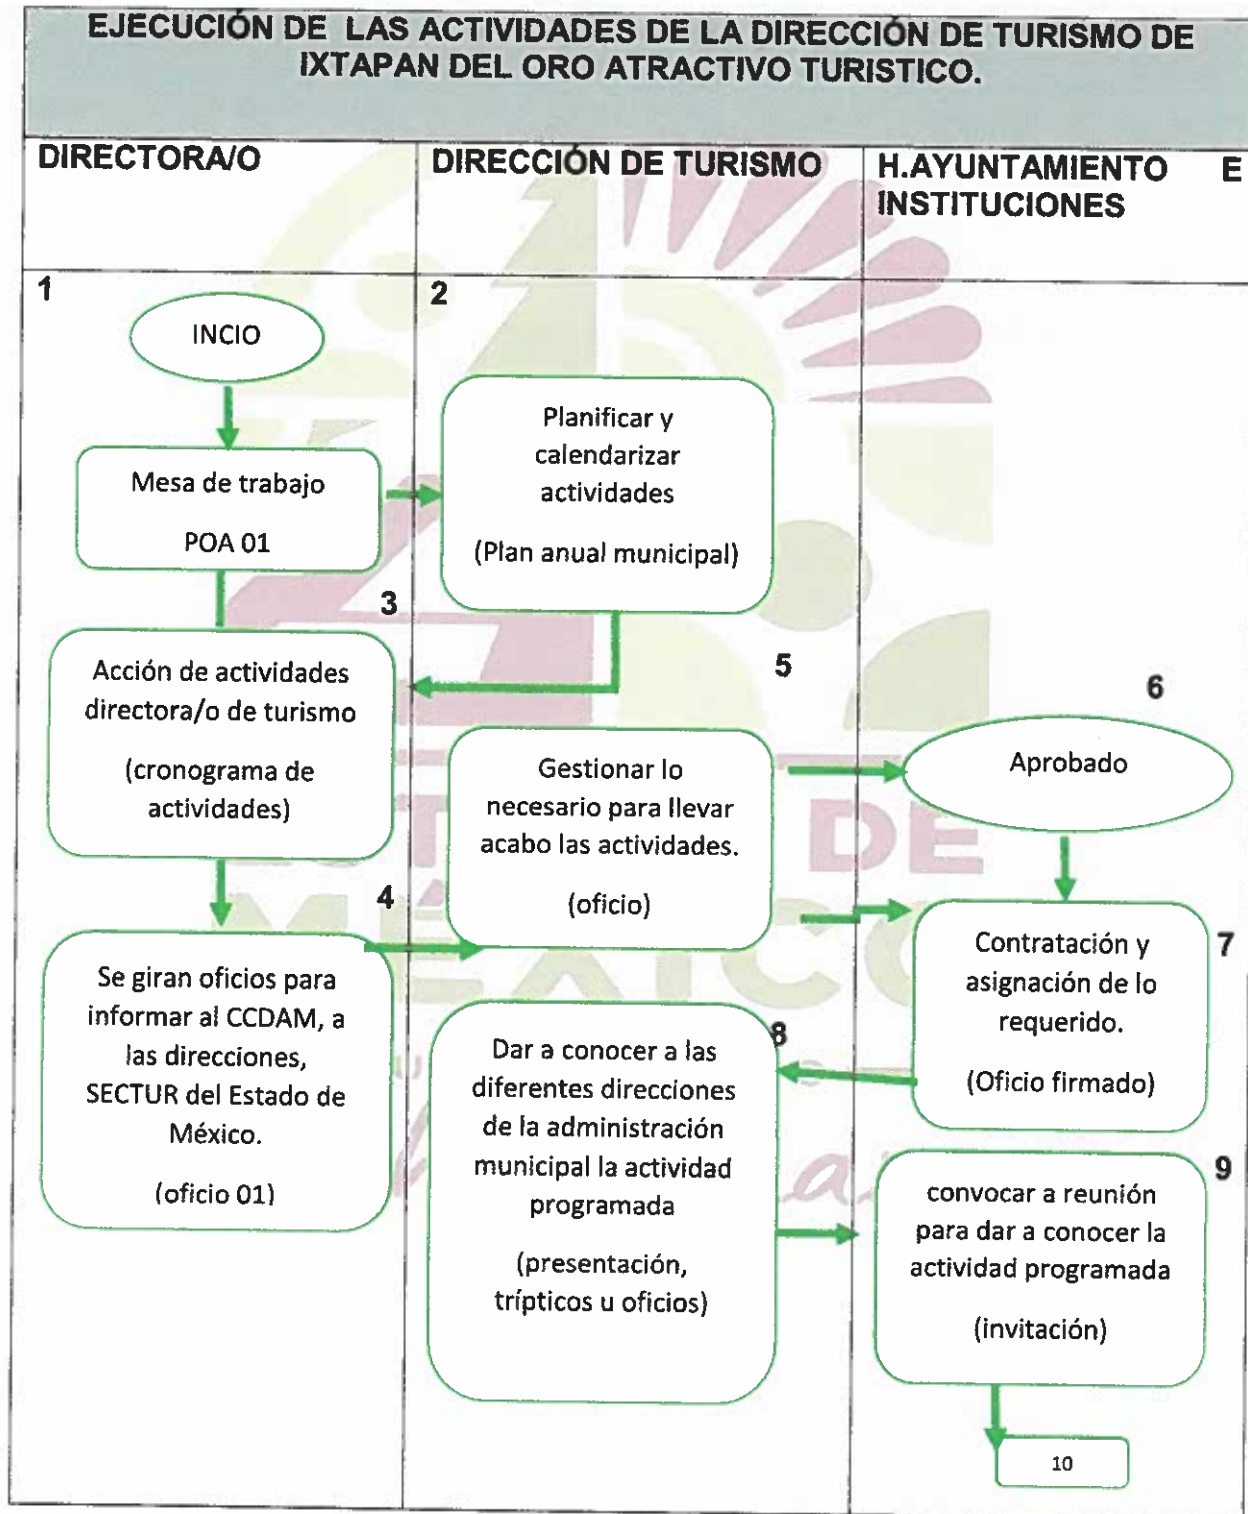 EJECUCIÓN DE LAS ACTIVIDADES DE LA DIRECCIÓN DE TURISMO DE
IXTAPAN DEL ORO ATRACTIVO TURISTICO.
DIRECTORA/O
DIRECCIÓN DE TURISMO
H.AYUNTAMIENTO E
INSTITUCIONES
1
INCIO
Mesa de trabajo
POA 01
2
Planificar y
calendarizar
actividades
(Plan anual municipal)
3
Acción de actividades
directora/o de turismo
(cronograma de
actividades)
4
Se giran oficios para
informar al CCDAM, a
las direcciones,
SECTUR del Estado de
México.
(oficio 01)
5
Gestionar lo
necesario para llevar
acabo las actividades.
(oficio)
6
Aprobado
7
Contratación y
asignación de lo
requerido.
(Oficio firmado)
8
Dar a conocer a las
diferentes direcciones
de la administración
municipal la actividad
programada
(presentación,
trípticos u oficios)
9
convocar a reunión
para dar a conocer la
actividad programada
(invitación)
10
DE
MÉXICO